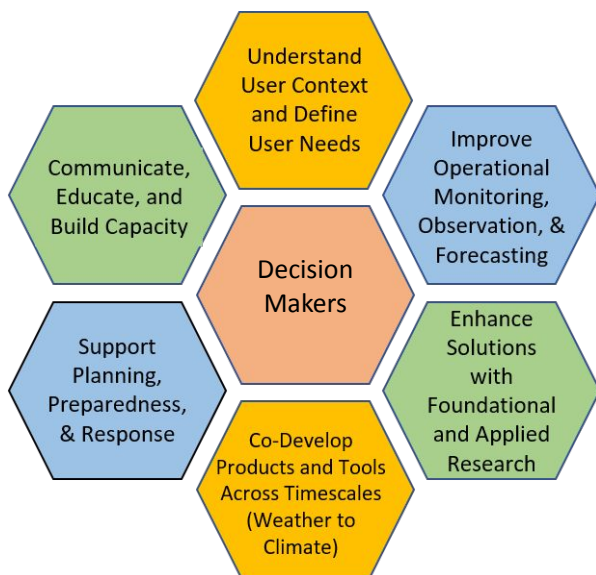 Understand
User Context
and Define
User Needs
Communicate,
Educate, and
Build Capacity
Improve
Operational
Monitoring,
Observation, &
Forecasting
Decision
Makers
Support
Planning,
Preparedness,
& Response
Enhance
Solutions
with
Foundational
and Applied
Research
Co-Develop
Products and Tools
Across Timescales
(Weather to
Climate)